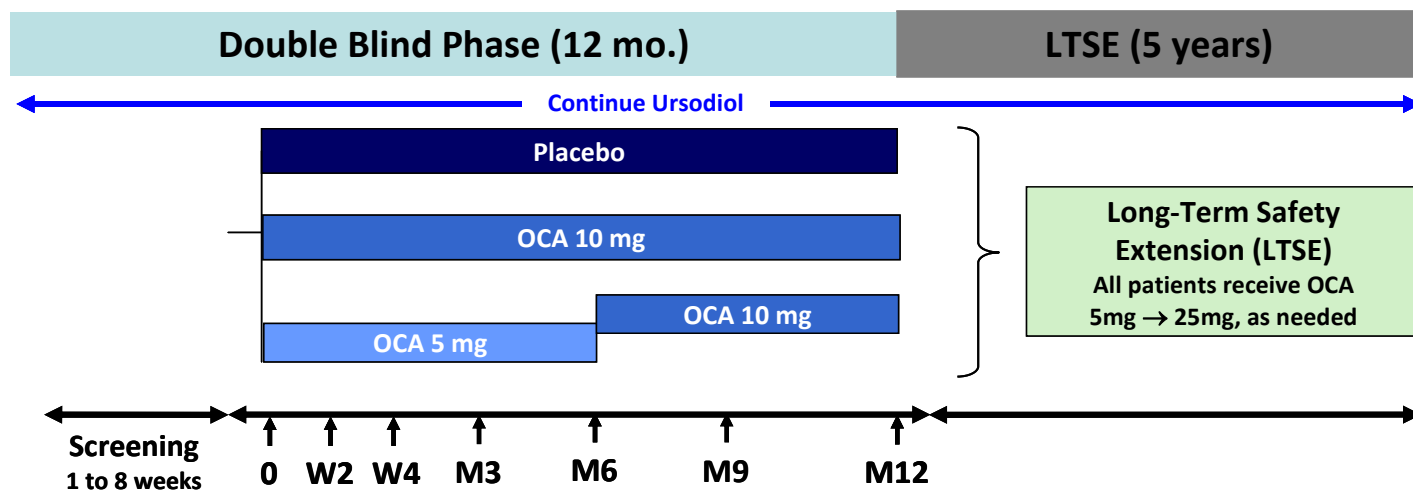 Double Blind Phase (12 mo.)
LTSE (5 years)
Continue Ursodiol
Placebo
OCA 10 mg
OCA 10 mg
OCA 5 mg
Long-Term Safety
Extension (LTSE)
All patients receive OCA
5mg → 25mg, as needed
Screening
1 to 8 weeks
0 W2 W4 M3 M6 M9 M12